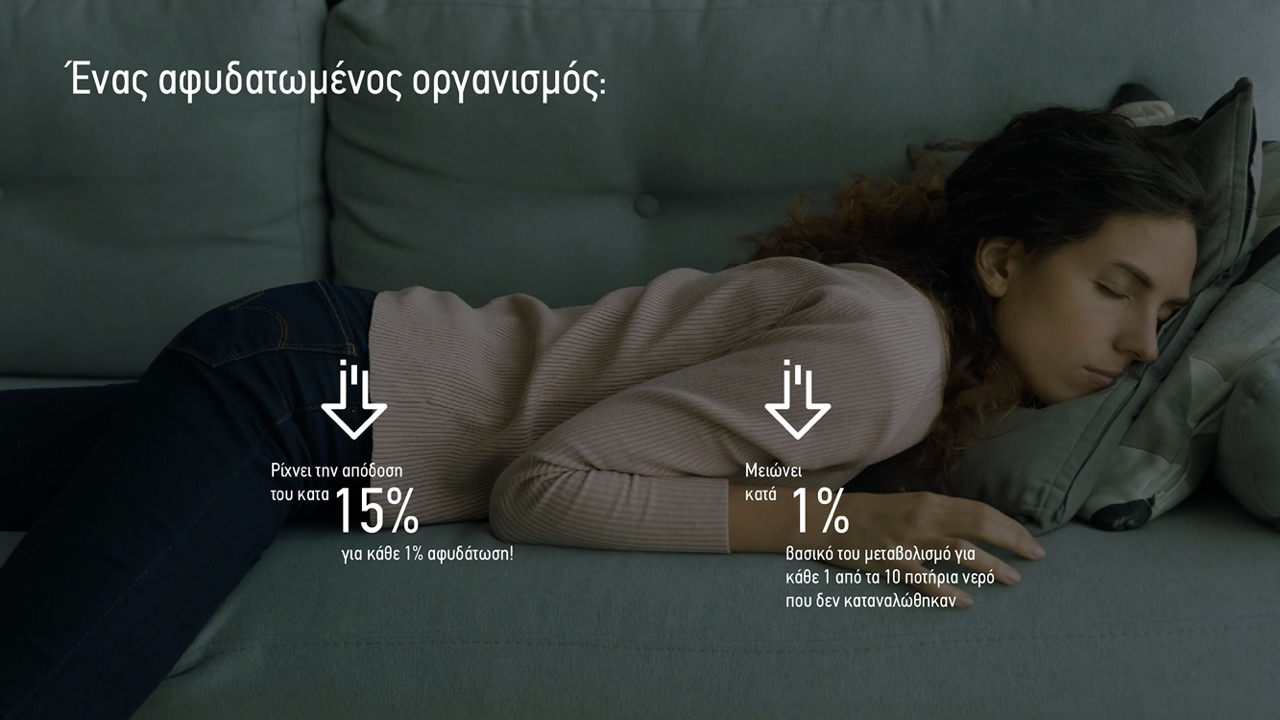 Ένας αφυδατωμένος οργανισμός:
Ρίχνει την απόδοση
του κατα 15%
για κάθε 1% αφυδάτωση!
Μειώνει
κατά 1%
βασικό του μεταβολισμό για
κάθε 1 από τα 10 ποτήρια νερό
που δεν καταναλώθηκαν